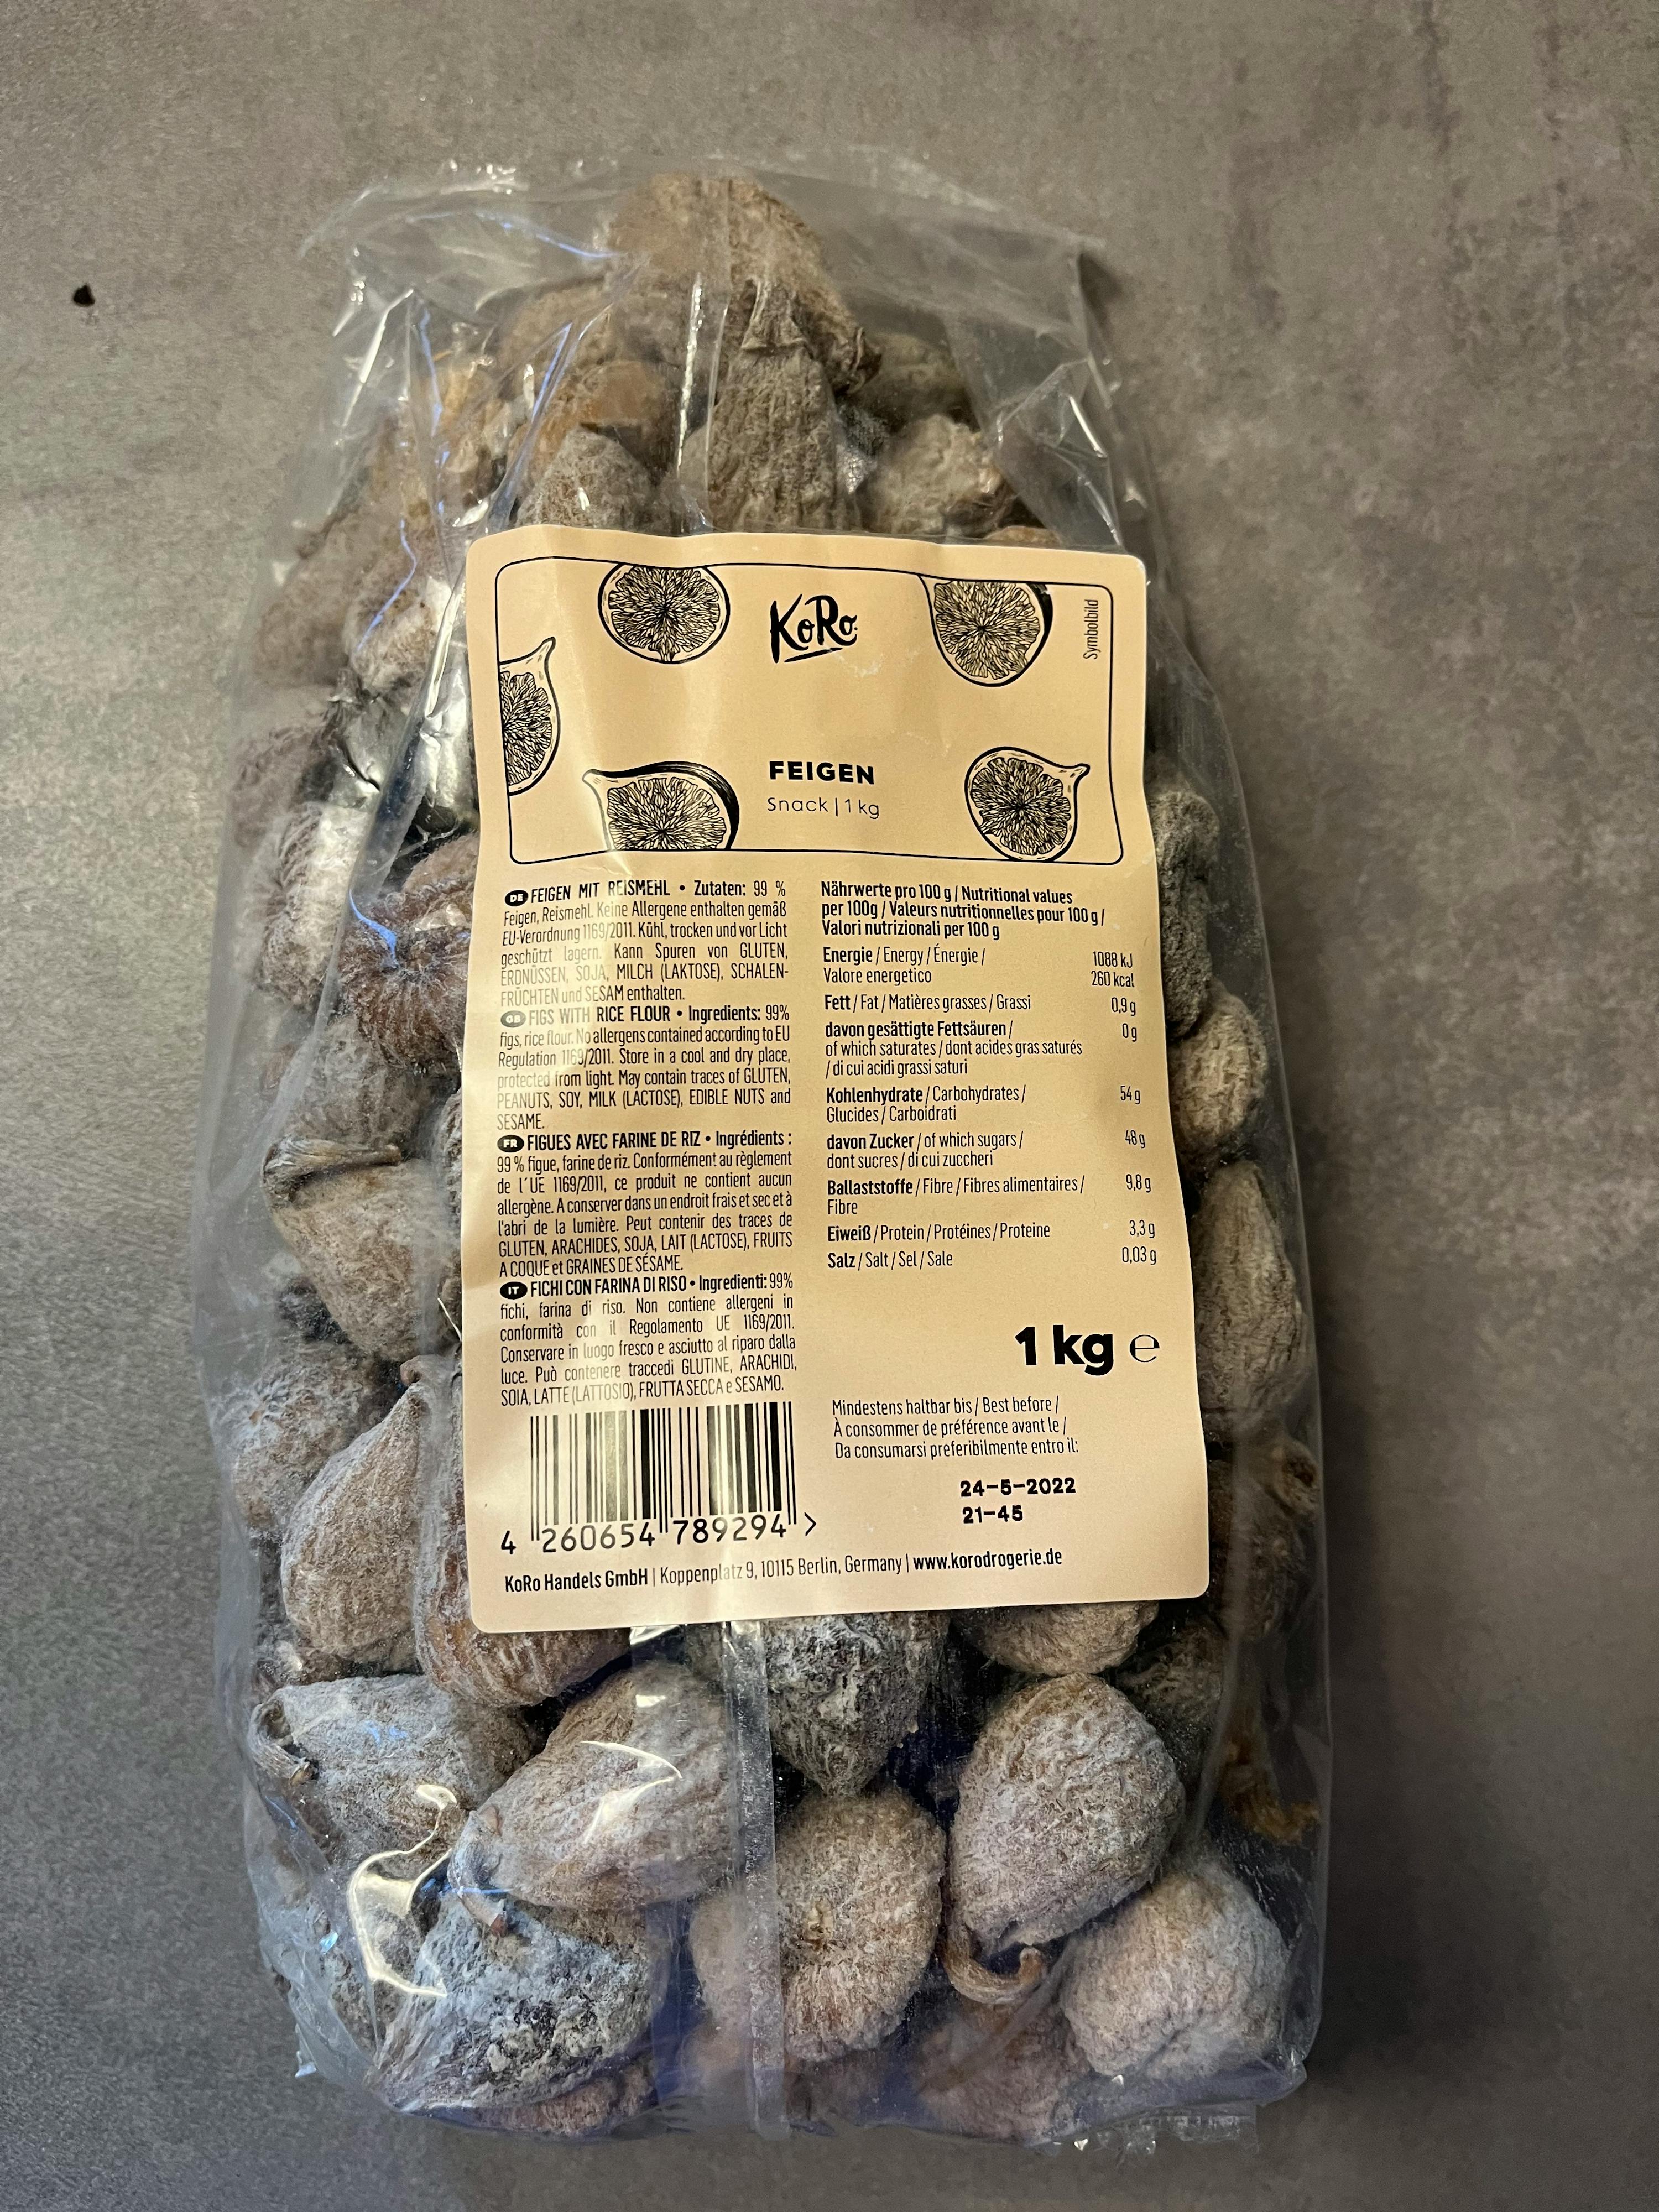 KoRo
Symbolbild
FEIGEN
Snack | 1 kg
DE FEIGEN MIT REISMEHL • Zutaten: 99 %
Feigen, Reismehl. Keine Allergene enthalten gemäß
EU-Verordnung 1169/2011. Kühl, trocken und vor Licht
geschützt lagern. Kann Spuren von GLUTEN,
ERDNÜSSEN, SOJA, MILCH (LAKTOSE), SCHALEN-
FRÜCHTEN und SESAM enthalten.
GB FIGS WITH RICE FLOUR • Ingredients: 99%
figs, rice flour. No allergens contained according to EU
Regulation 1169/2011. Store in a cool and dry place,
protected from light. May contain traces of GLUTEN,
PEANUTS, SOY, MILK (LACTOSE), EDIBLE NUTS and
SESAME.
FR FIGUES AVEC FARINE DE RIZ • Ingrédients :
99 % figue, farine de riz. Conformément au règlement
de l´UE 1169/2011, ce produit ne contient aucun
allergène. A conserver dans un endroit frais et sec et à
l'abri de la lumière. Peut contenir des traces de
GLUTEN, ARACHIDES, SOJA, LAIT (LACTOSE), FRUITS
A COQUE et GRAINES DE SÉSAME.
IT FICHI CON FARINA DI RISO • Ingredienti: 99%
fichi, farina di riso. Non contiene allergeni in
conformità con il Regolamento UE 1169/2011.
Conservare in luogo fresco e asciutto al riparo dalla
luce. Può contenere traccedi GLUTINE, ARACHIDI,
SOIA, LATTE (LATTOSIO), FRUTTA SECCA e SESAMO.
4 260654 789294 >
Nährwerte pro 100 g / Nutritional values
per 100g / Valeurs nutritionnelles pour 100 g /
Valori nutrizionali per 100 g
Energie / Energy / Énergie / 1088 kJ
Valore energetico 260 kcal
Fett / Fat / Matières grasses / Grassi 0,9 g
davon gesättigte Fettsäuren / 0 g
of which saturates / dont acides gras saturés
/ di cui acidi grassi saturi
Kohlenhydrate / Carbohydrates / 54 g
Glucides / Carboidrati
davon Zucker / of which sugars / 48 g
dont sucres / di cui zuccheri
Ballaststoffe / Fibre / Fibres alimentaires / 9,8 g
Fibre
Eiweiß / Protein / Protéines / Proteine 3,3 g
Salz / Salt / Sel / Sale 0,03 g
1 kg ℮
Mindestens haltbar bis / Best before /
À consommer de préférence avant le /
Da consumarsi preferibilmente entro il:
24-5-2022
21-45
KoRo Handels GmbH | Koppenplatz 9, 10115 Berlin, Germany | www.korodrogerie.de